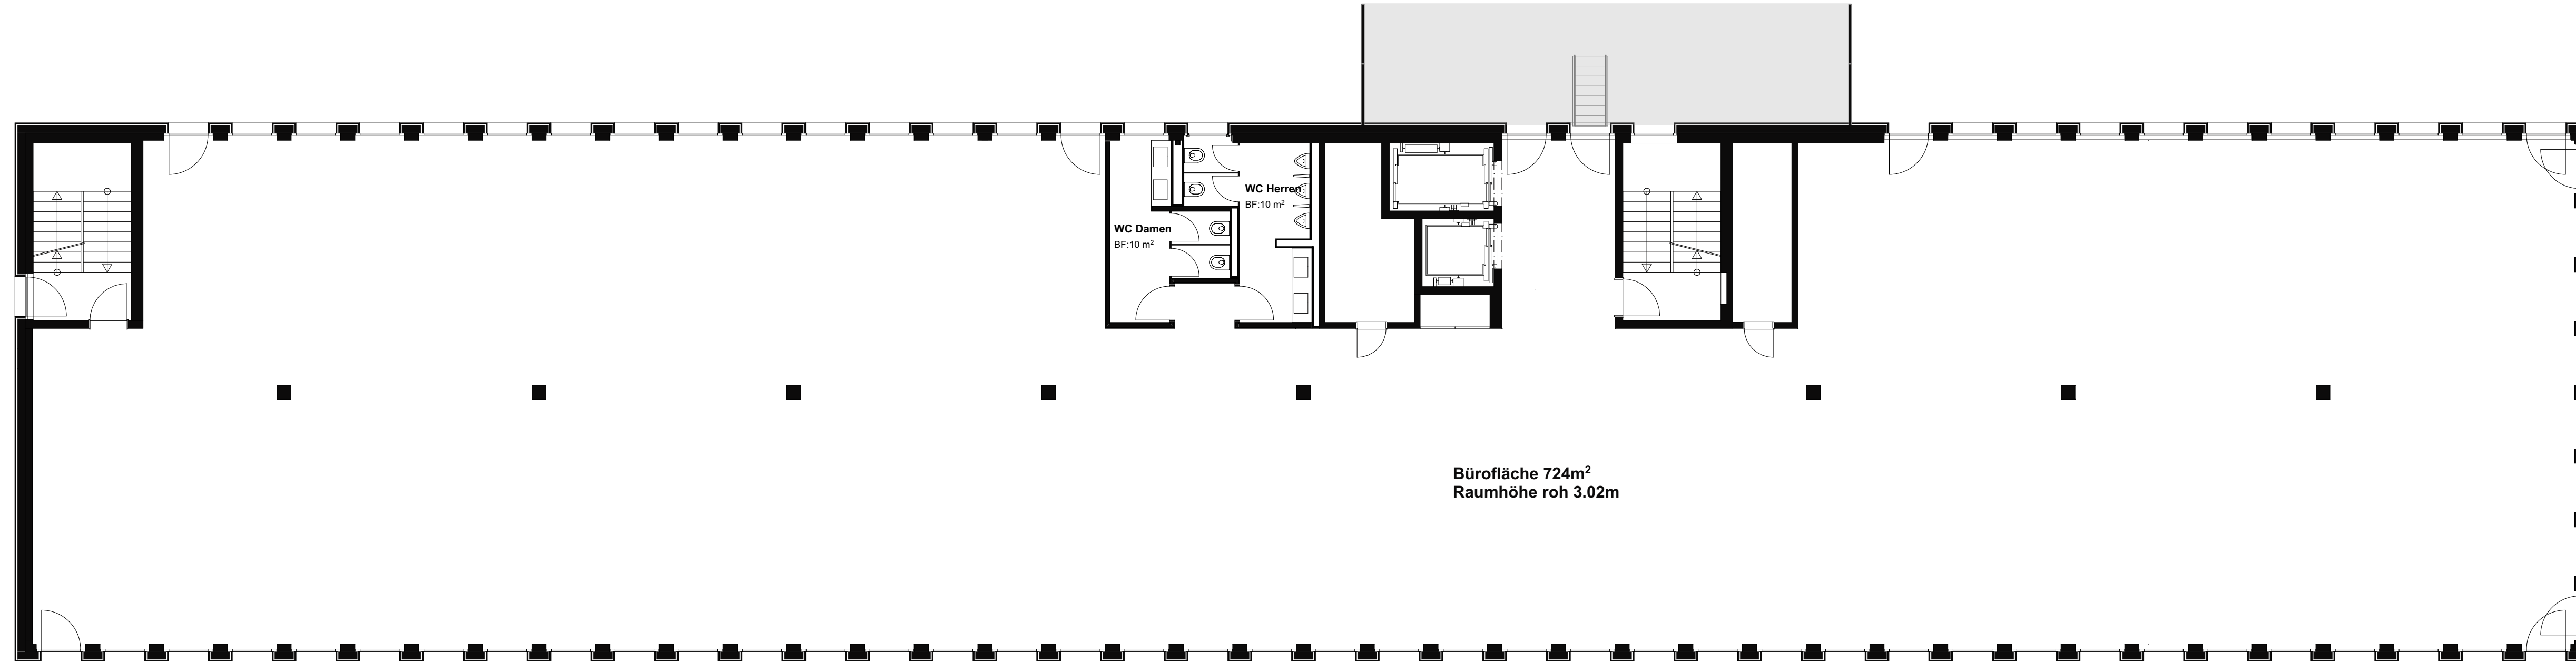 WC Herren
BF:10 m²
WC Damen
BF:10 m²
Bürofläche 724m²
Raumhöhe roh 3.02m